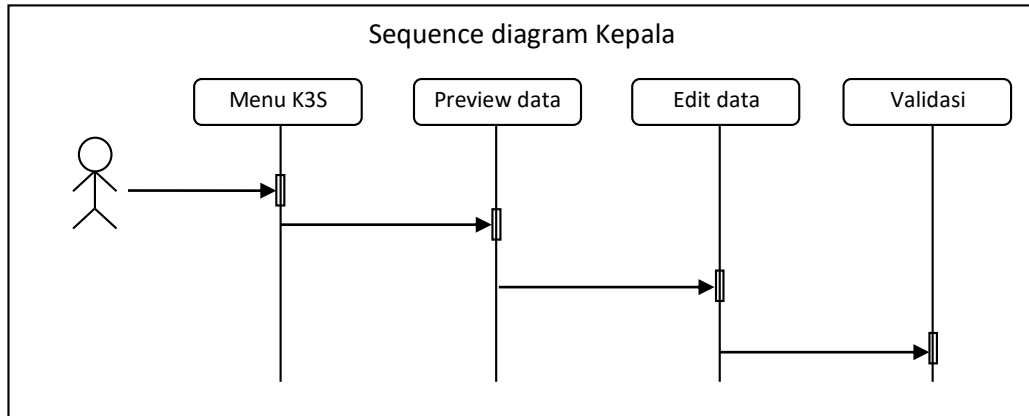 Sequence diagram Kepala
Menu K3S
Preview data
Edit data
Validasi